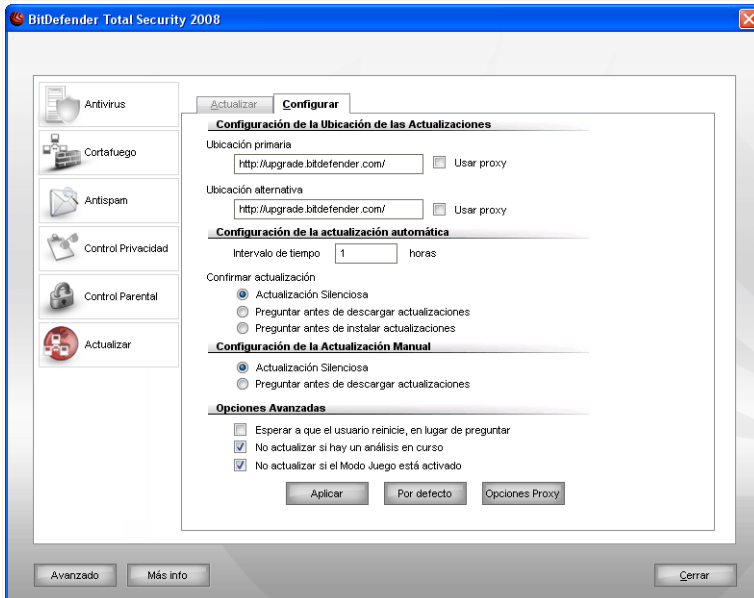 BitDefender Total Security 2008
Antivirus
Cortafuego
Antispam
Control Privacidad
Control Parental
Actualizar
Actualizar
Configurar
Configuración de la Ubicación de las Actualizaciones
Ubicación primaria
http://upgrade.bitdefender.com/
Usar proxy
Ubicación alternativa
http://upgrade.bitdefender.com/
Usar proxy
Configuración de la actualización automática
Intervalo de tiempo 1 horas
Confirmar actualización
Actualización Silenciosa
Preguntar antes de descargar actualizaciones
Preguntar antes de instalar actualizaciones
Configuración de la Actualización Manual
Actualización Silenciosa
Preguntar antes de descargar actualizaciones
Opciones Avanzadas
Esperar a que el usuario reinicie, en lugar de preguntar
No actualizar si hay un análisis en curso
No actualizar si el Modo Juego está activado
Aplicar
Por defecto
Opciones Proxy
Avanzado
Más info
Cerrar